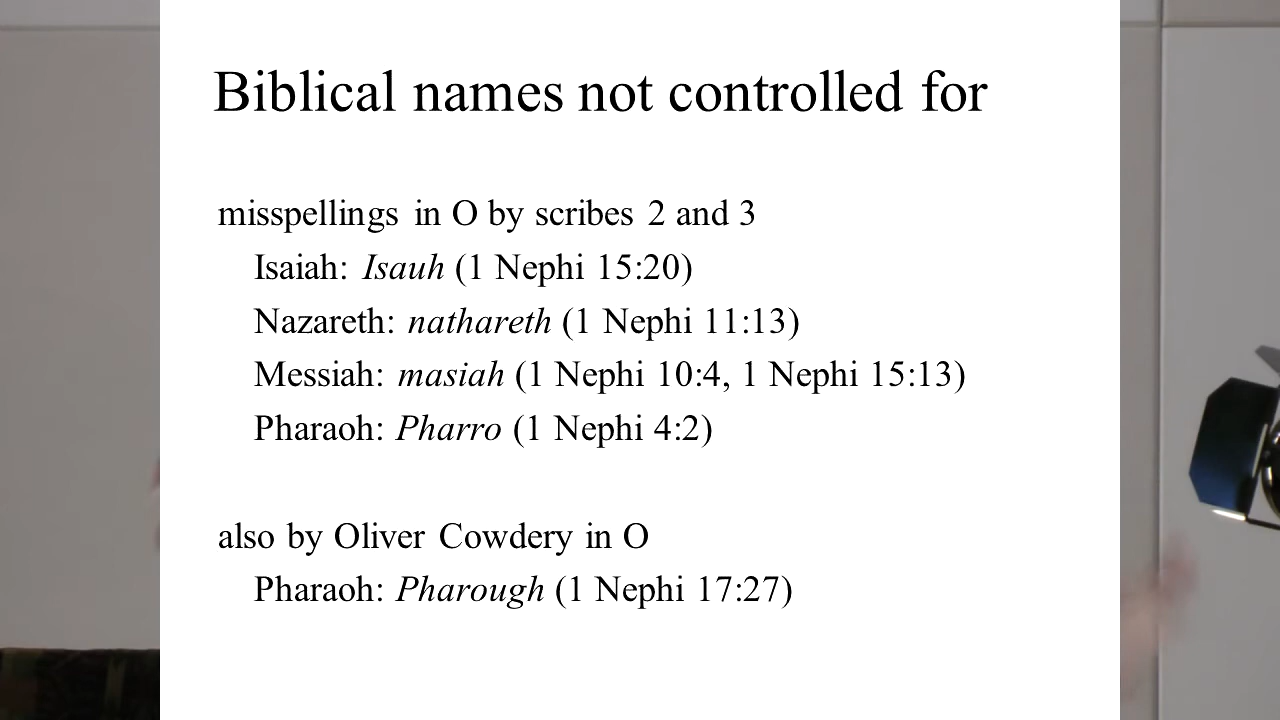 Biblical names not controlled for
misspellings in O by scribes 2 and 3
Isaiah: Isauh (1 Nephi 15:20)
Nazareth: nathareth (1 Nephi 11:13)
Messiah: masiah (1 Nephi 10:4, 1 Nephi 15:13)
Pharaoh: Pharro (1 Nephi 4:2)
also by Oliver Cowdery in O
Pharaoh: Pharough (1 Nephi 17:27)